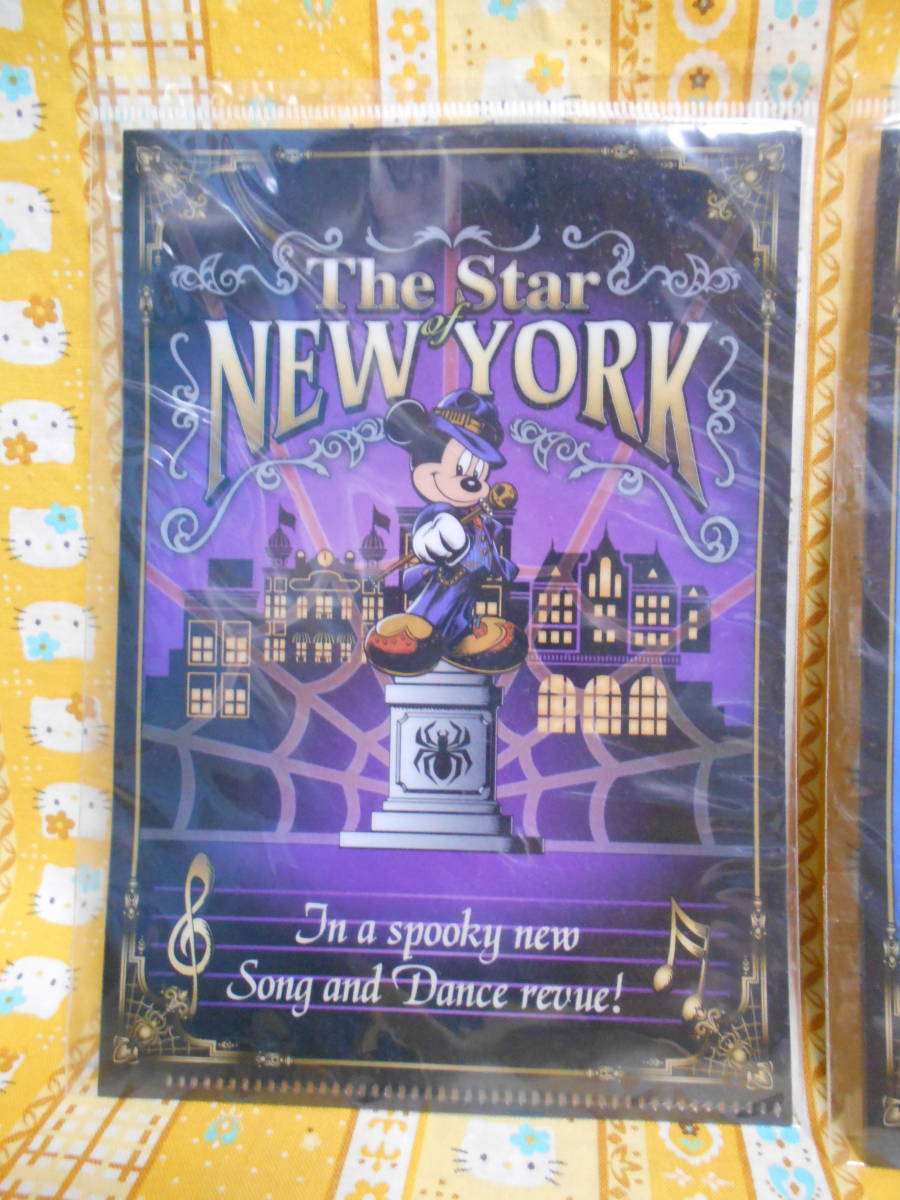 The Star
of
NEW YORK
In a spooky new
Song and Dance revue!